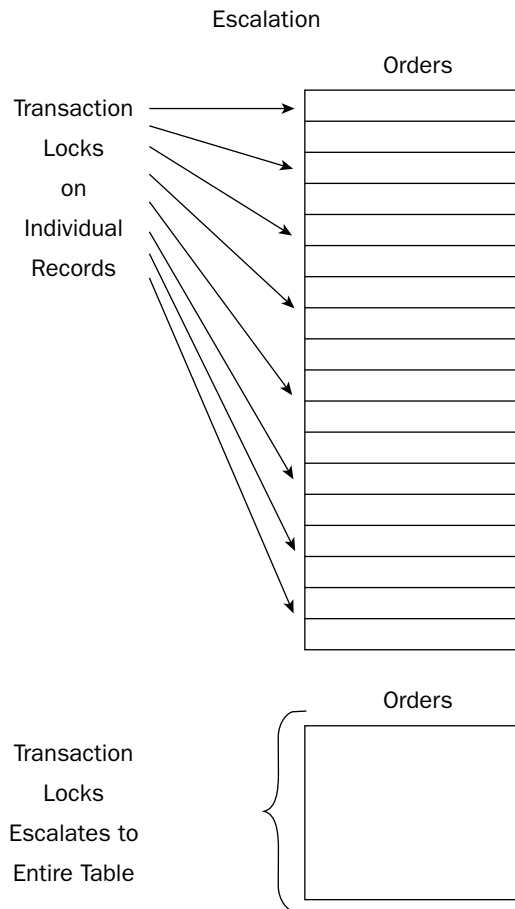 Escalation
Orders
Transaction
Locks
on
Individual
Records
Orders
Transaction
Locks
Escalates to
Entire Table